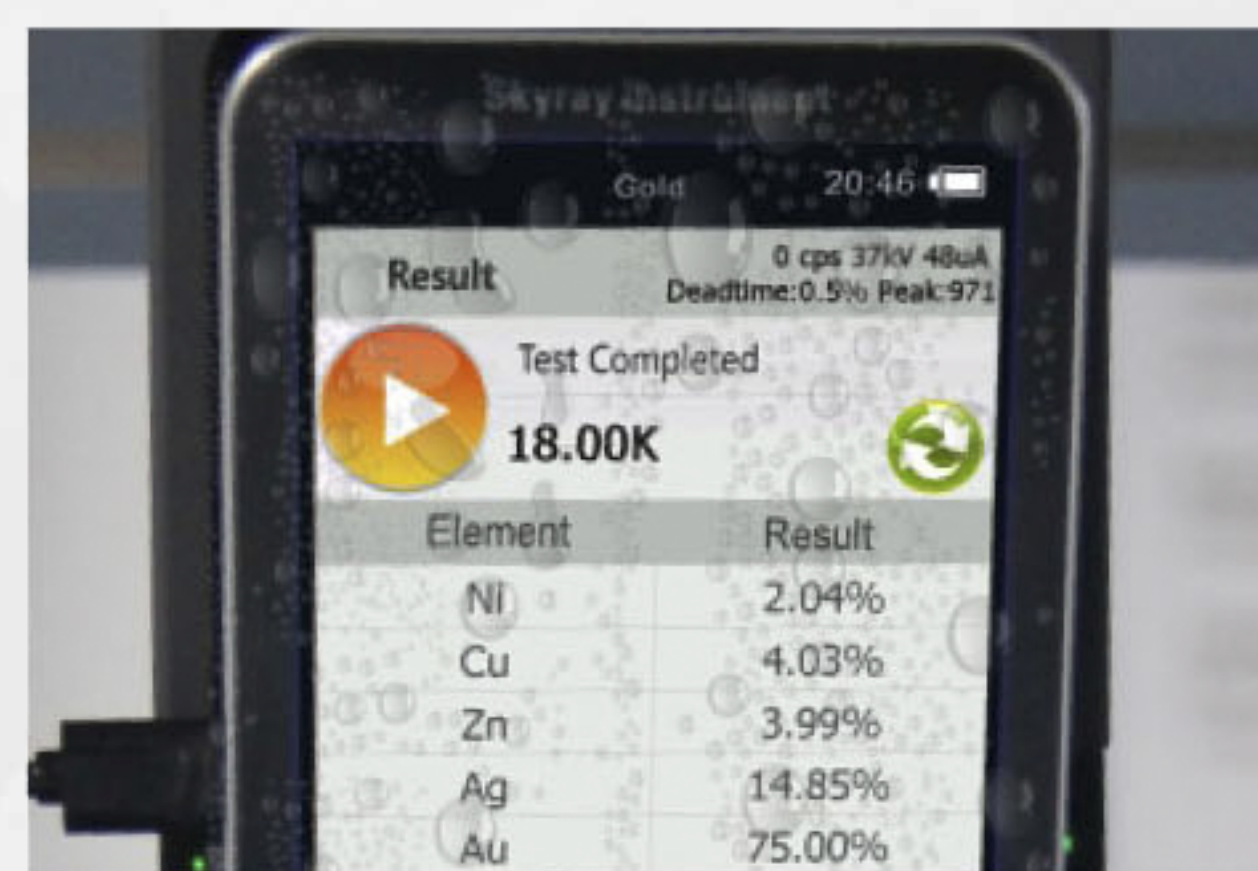 Skyray Instrument
Gold 20:46
Result
0 cps 37kV 48uA
Deadtime:0.5% Peak:971
Test Completed
18.00K
Element Result
Ni 2.04%
Cu 4.03%
Zn 3.99%
Ag 14.85%
Au 75.00%